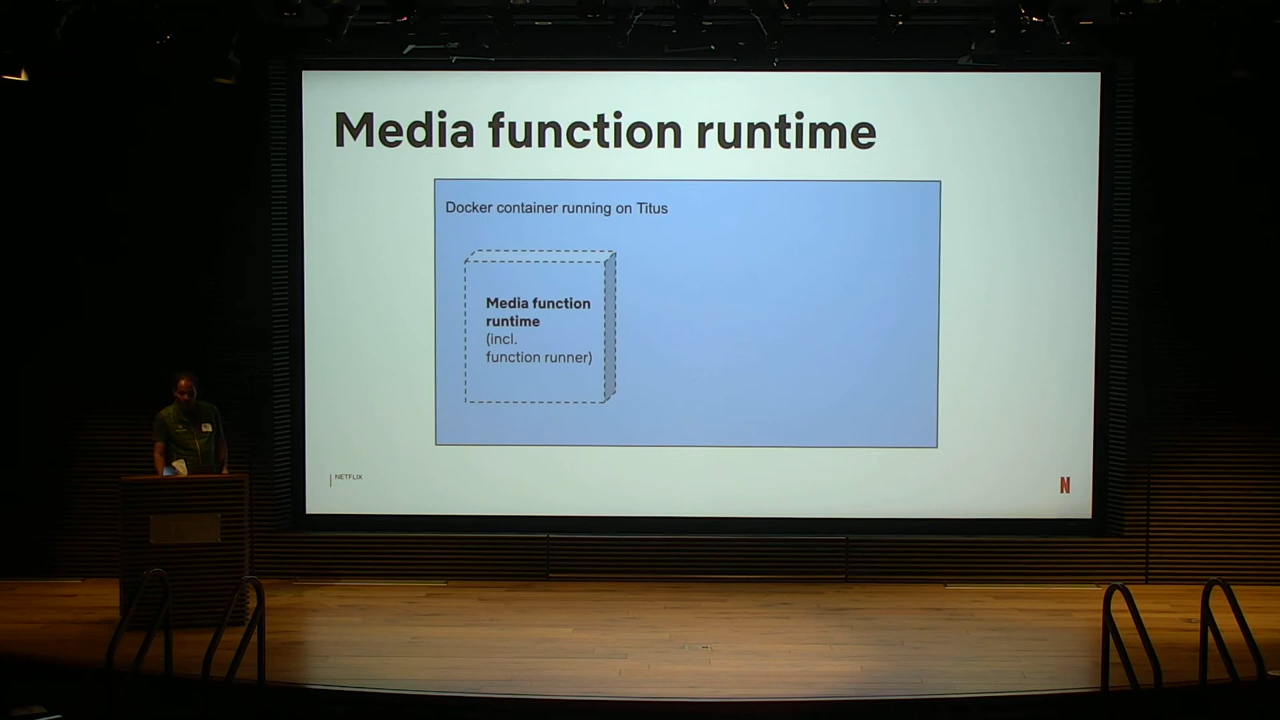 Media function runtime
Docker container running on Titus
Media function
runtime
(incl.
function runner)
NETFLIX
N